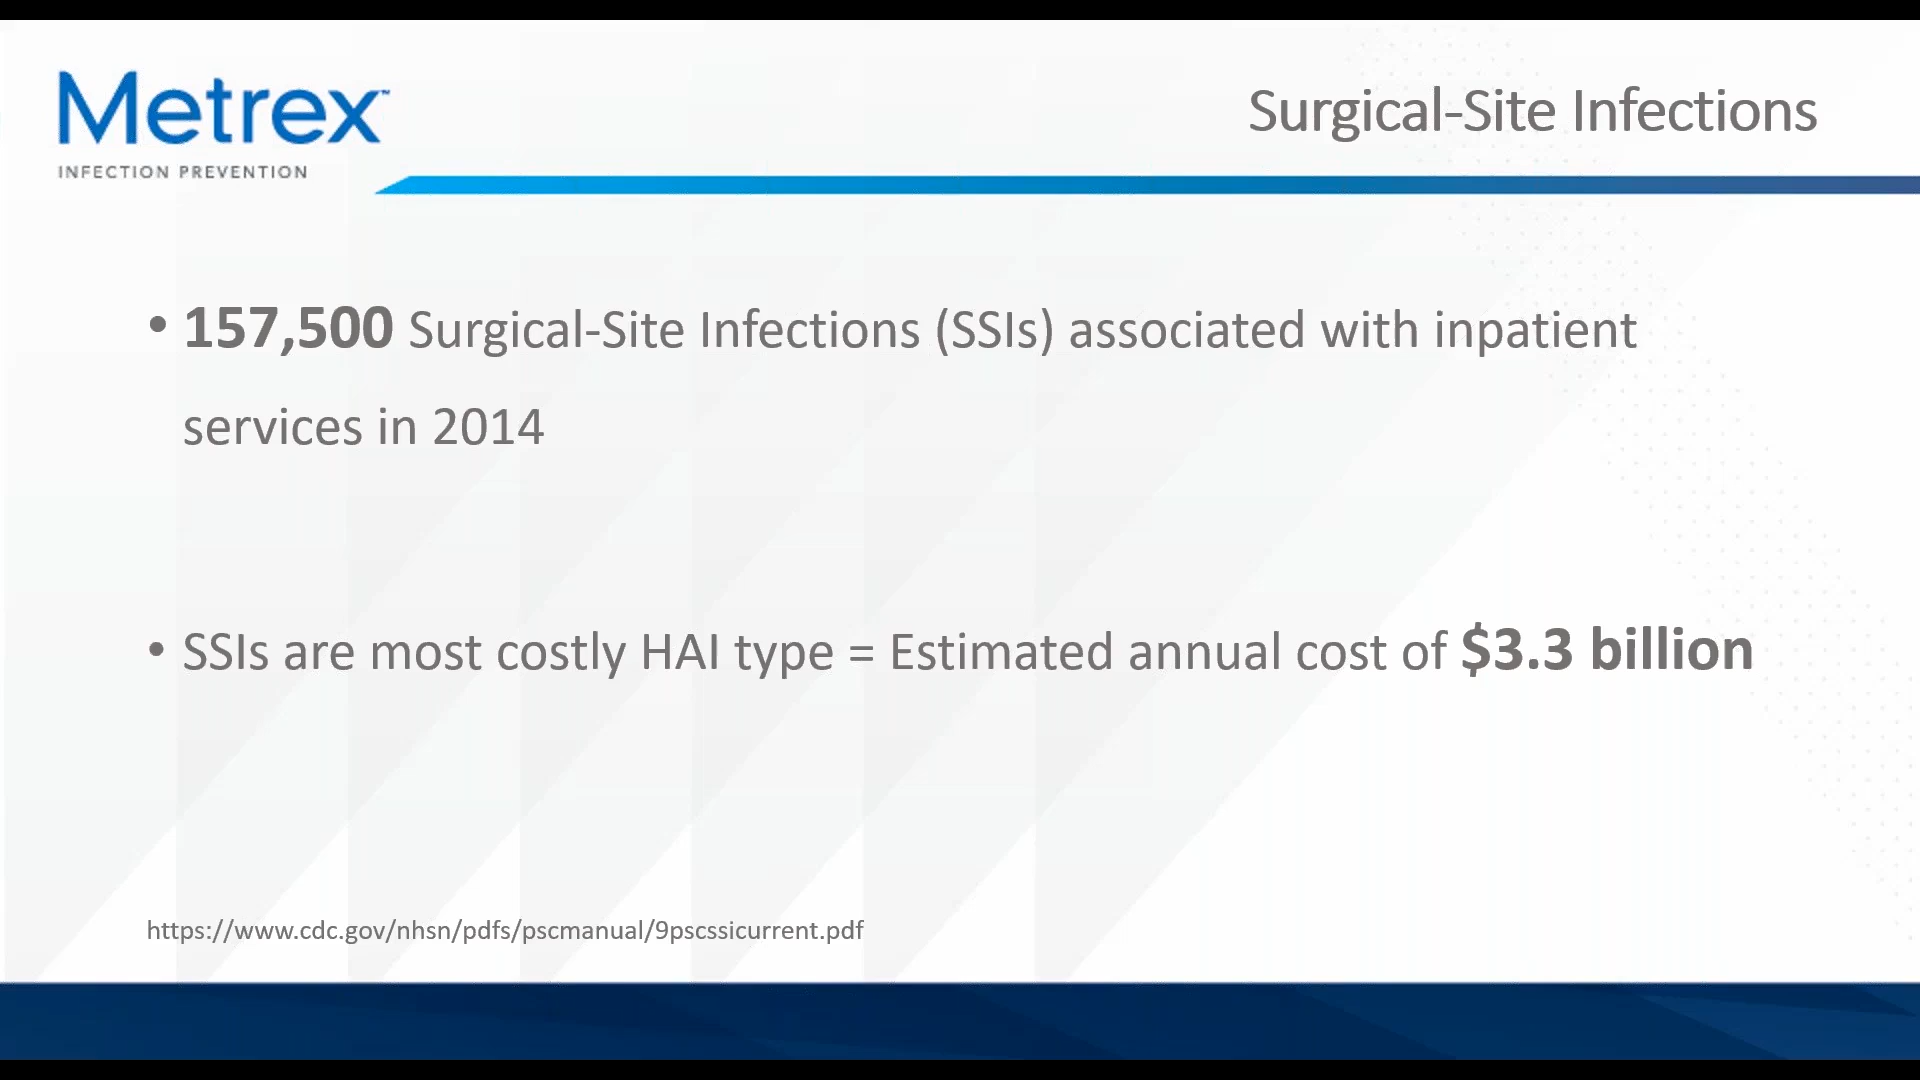 Metrex™
INFECTION PREVENTION
Surgical-Site Infections
• 157,500 Surgical-Site Infections (SSIs) associated with inpatient
services in 2014
• SSIs are most costly HAI type = Estimated annual cost of $3.3 billion
https://www.cdc.gov/nhsn/pdfs/pscmanual/9pscssicurrent.pdf